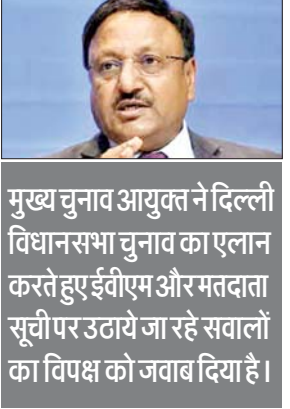 मुख्य चुनाव आयुक्त ने दिल्ली
विधानसभा चुनाव का एलान
करते हुए ईवीएम और मतदाता
सूची पर उठाये जा रहे सवालों
का विपक्ष को जवाब दिया है।